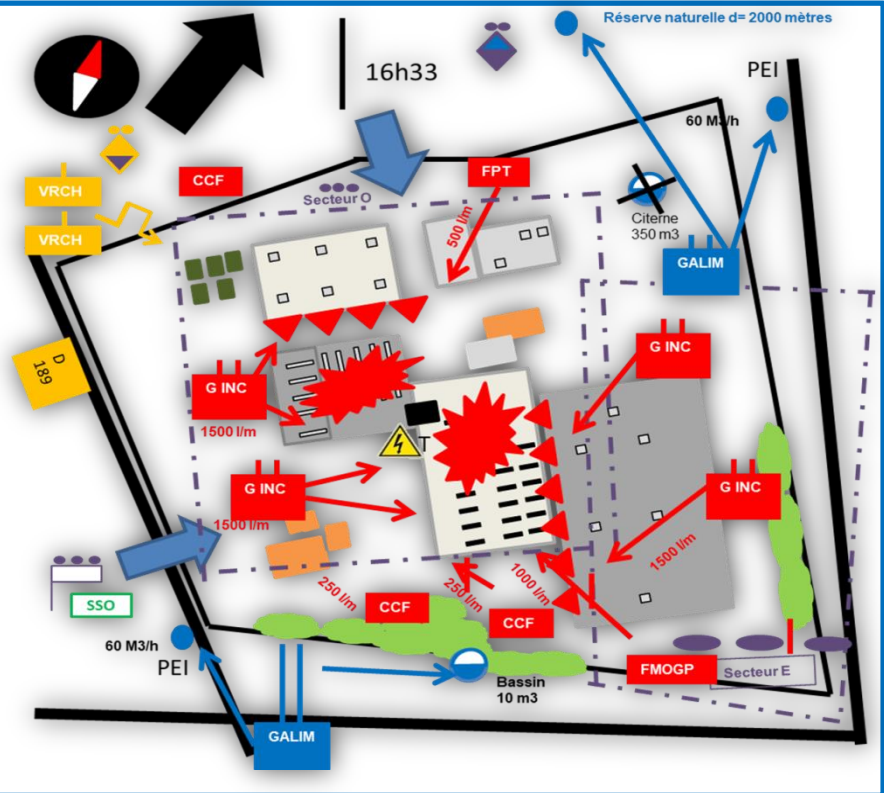 Réserve naturelle d= 2000 mètres
16h33
PEI
60 M3/h
VRCH
CCF
FPT
Secteur O
VRCH
Citerne
350 m3
500 l/m
GALIM
D
189
G INC
G INC
1500 l/m
T
G INC
G INC
1500 l/m
1500 l/m
250 l/m
250 l/m
1000 l/m
SSO
CCF
CCF
60 M3/h
PEI
FMOGP
Secteur E
Bassin
10 m3
GALIM